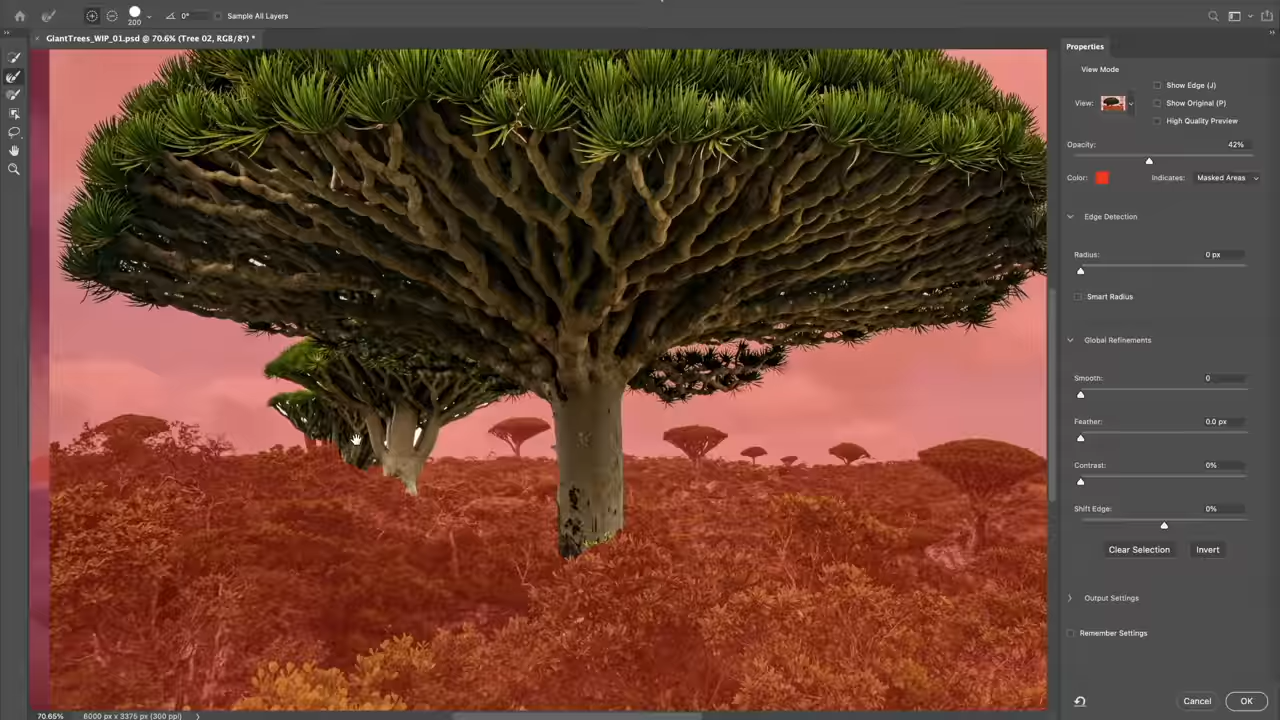 200
0°
Sample All Layers
× GiantTrees_WIP_01.psd @ 70.6% (Tree 02, RGB/8*) *
Properties
View Mode
Show Edge (J)
View:
Show Original (P)
High Quality Preview
Opacity: 42%
Color: Indicates: Masked Areas
Edge Detection
Radius: 0 px
Smart Radius
Global Refinements
Smooth: 0
Feather: 0.0 px
Contrast: 0%
Shift Edge: 0%
Clear Selection Invert
Output Settings
Remember Settings
Cancel OK
70.65% 6000 px x 3375 px (300 ppi)